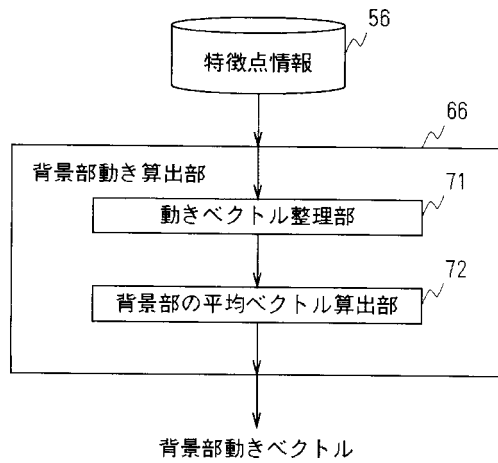 56
特徴点情報
66
背景部動き算出部
71
動きベクトル整理部
72
背景部の平均ベクトル算出部
背景部動きベクトル